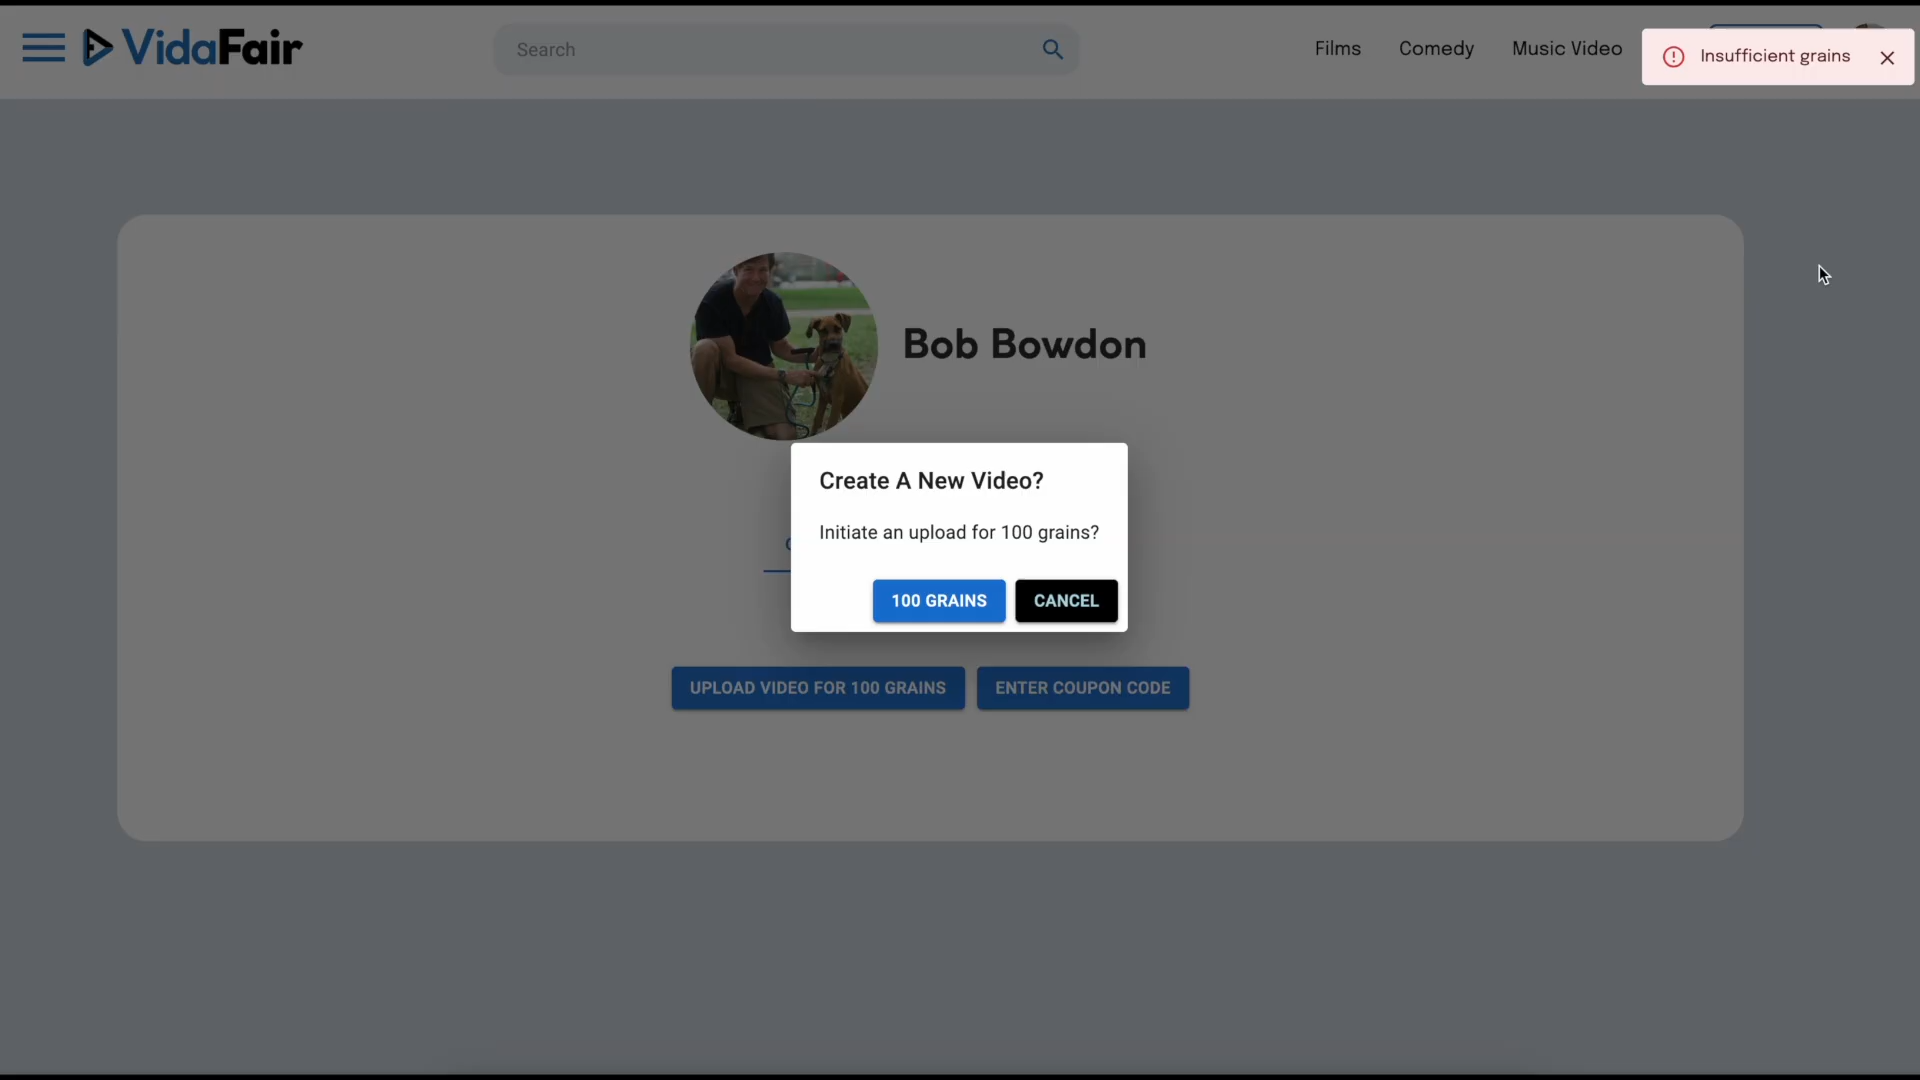 VidaFair
Search
Films
Comedy
Music Video
Insufficient grains
Bob Bowdon
Create A New Video?
Initiate an upload for 100 grains?
100 GRAINS
CANCEL
UPLOAD VIDEO FOR 100 GRAINS
ENTER COUPON CODE